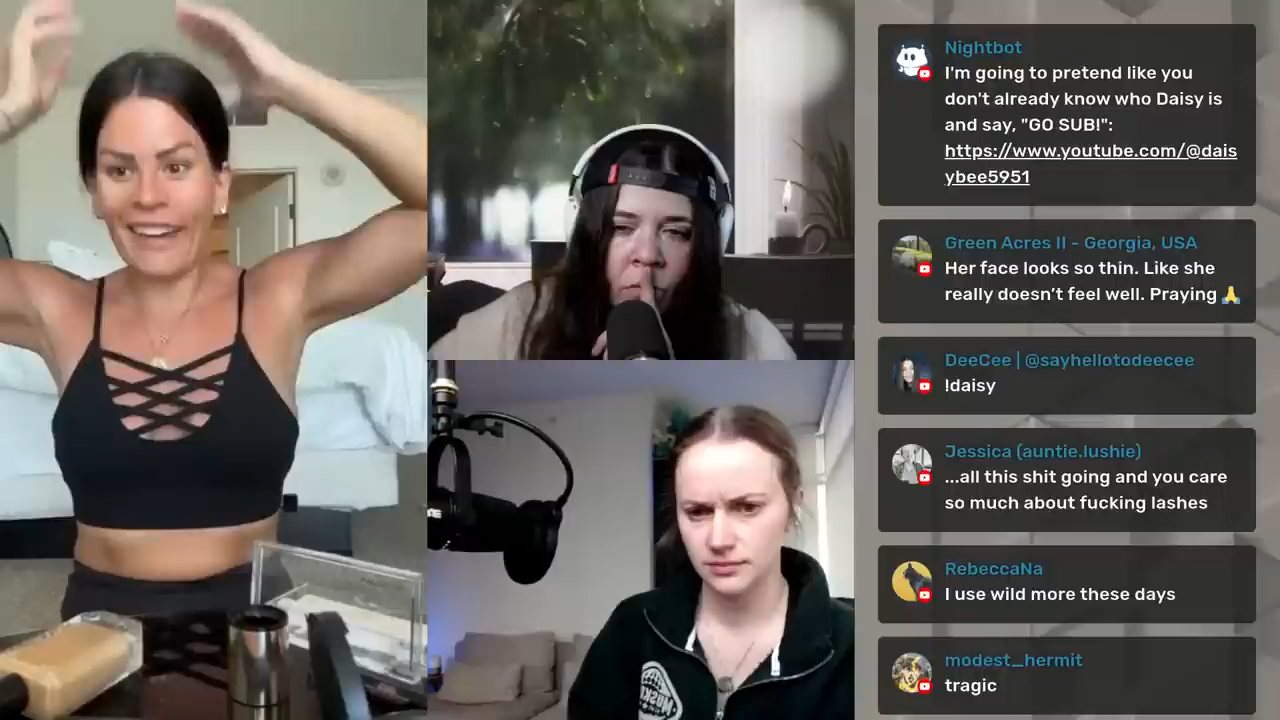 Nightbot
I'm going to pretend like you
don't already know who Daisy is
and say, "GO SUB!":
https://www.youtube.com/@dais
ybee5951
Green Acres II - Georgia, USA
Her face looks so thin. Like she
really doesn't feel well. Praying 🙏
DeeCee | @sayhellotodeecee
!daisy
Jessica (auntie.lushie)
...all this shit going and you care
so much about fucking lashes
RebeccaNa
I use wild more these days
modest_hermit
tragic